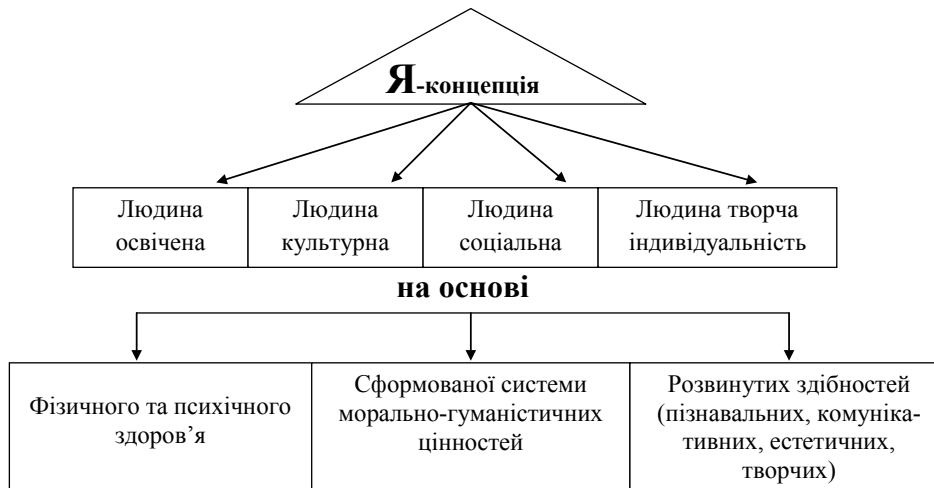 Я-концепція
Людина
освічена
Людина
культурна
Людина
соціальна
Людина творча
індивідуальність
на основі
Фізичного та психічного
здоров’я
Сформованої системи
морально-гуманістичних
цінностей
Розвинутих здібностей
(пізнавальних, комуніка-
тивних, естетичних,
творчих)